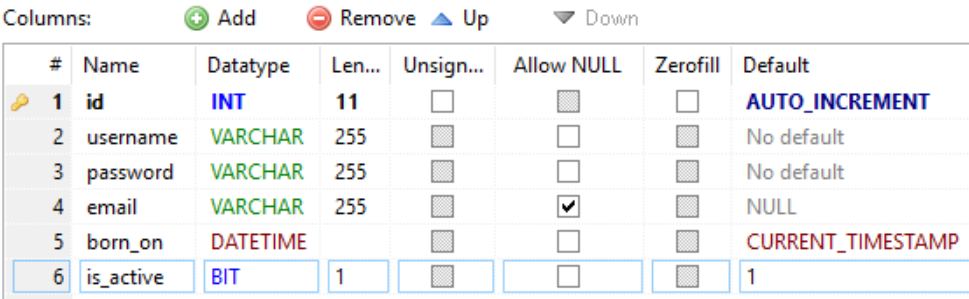 Columns: Add Remove Up Down
# Name Datatype Len... Unsign... Allow NULL Zerofill Default
1 id INT 11 AUTO_INCREMENT
2 username VARCHAR 255 No default
3 password VARCHAR 255 No default
4 email VARCHAR 255 NULL
5 born_on DATETIME CURRENT_TIMESTAMP
6 is_active BIT 1 1